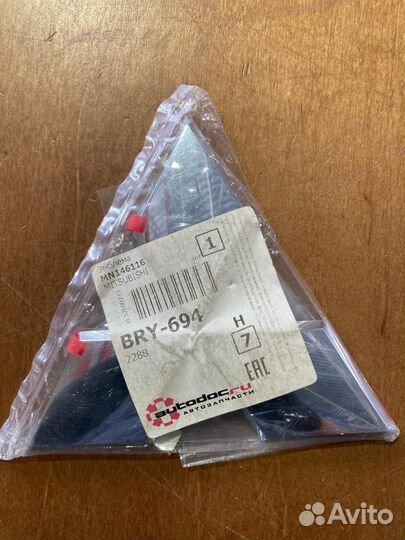 Эмблема
MN146116
MITSUBISHI
1
BRY-694
2288
H
7
EAC
autodoc.ru
АВТОЗАПЧАСТИ
Avito